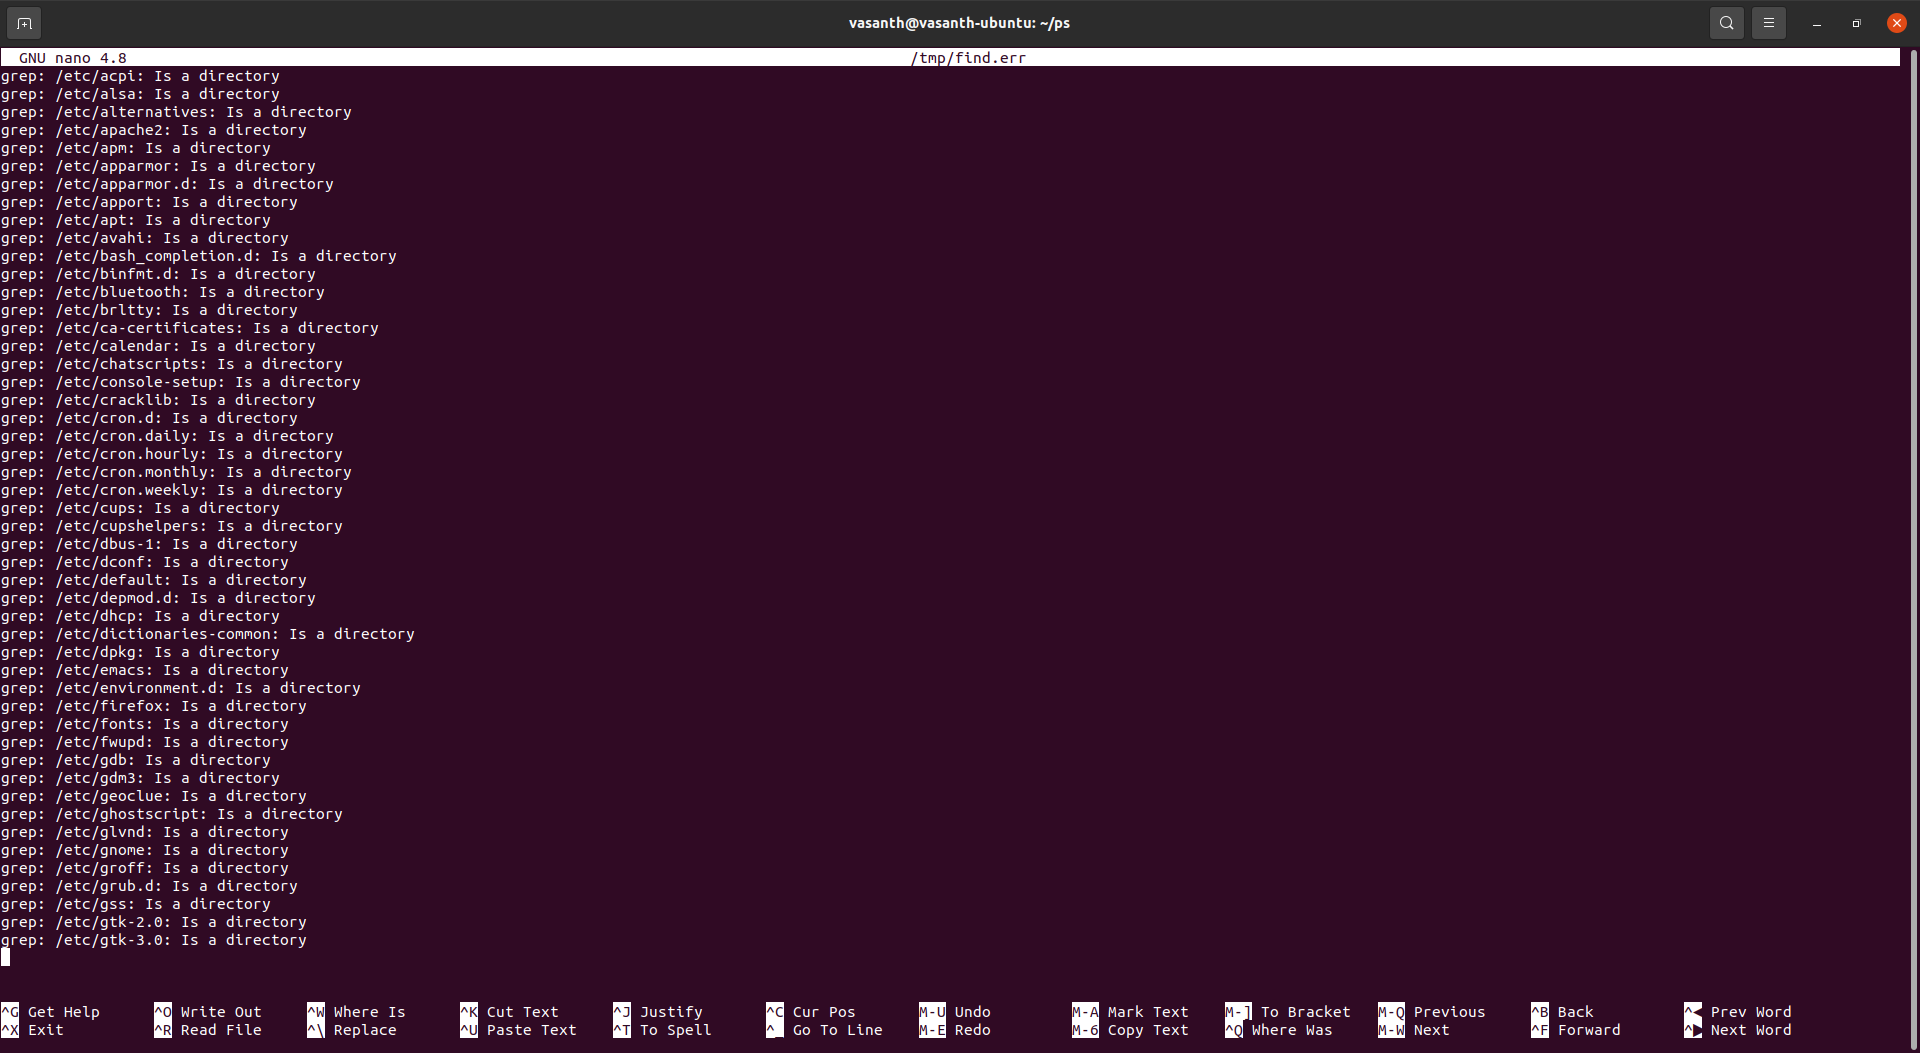 vasanth@vasanth-ubuntu: ~/ps
GNU nano 4.8 /tmp/find.err
grep: /etc/acpi: Is a directory
grep: /etc/alsa: Is a directory
grep: /etc/alternatives: Is a directory
grep: /etc/apache2: Is a directory
grep: /etc/apm: Is a directory
grep: /etc/apparmor: Is a directory
grep: /etc/apparmor.d: Is a directory
grep: /etc/apport: Is a directory
grep: /etc/apt: Is a directory
grep: /etc/avahi: Is a directory
grep: /etc/bash_completion.d: Is a directory
grep: /etc/binfmt.d: Is a directory
grep: /etc/bluetooth: Is a directory
grep: /etc/brltty: Is a directory
grep: /etc/ca-certificates: Is a directory
grep: /etc/calendar: Is a directory
grep: /etc/chatscripts: Is a directory
grep: /etc/console-setup: Is a directory
grep: /etc/cracklib: Is a directory
grep: /etc/cron.d: Is a directory
grep: /etc/cron.daily: Is a directory
grep: /etc/cron.hourly: Is a directory
grep: /etc/cron.monthly: Is a directory
grep: /etc/cron.weekly: Is a directory
grep: /etc/cups: Is a directory
grep: /etc/cupshelpers: Is a directory
grep: /etc/dbus-1: Is a directory
grep: /etc/dconf: Is a directory
grep: /etc/default: Is a directory
grep: /etc/depmod.d: Is a directory
grep: /etc/dhcp: Is a directory
grep: /etc/dictionaries-common: Is a directory
grep: /etc/dpkg: Is a directory
grep: /etc/emacs: Is a directory
grep: /etc/environment.d: Is a directory
grep: /etc/firefox: Is a directory
grep: /etc/fonts: Is a directory
grep: /etc/fwupd: Is a directory
grep: /etc/gdb: Is a directory
grep: /etc/gdm3: Is a directory
grep: /etc/geoclue: Is a directory
grep: /etc/ghostscript: Is a directory
grep: /etc/glvnd: Is a directory
grep: /etc/gnome: Is a directory
grep: /etc/groff: Is a directory
grep: /etc/grub.d: Is a directory
grep: /etc/gss: Is a directory
grep: /etc/gtk-2.0: Is a directory
grep: /etc/gtk-3.0: Is a directory
^G Get Help ^O Write Out ^W Where Is ^K Cut Text ^J Justify ^C Cur Pos M-U Undo M-A Mark Text M-] To Bracket M-Q Previous ^B Back ^◀ Prev Word
^X Exit ^R Read File ^\ Replace ^U Paste Text ^T To Spell ^_ Go To Line M-E Redo M-6 Copy Text ^Q Where Was M-W Next ^F Forward ^▶ Next Word